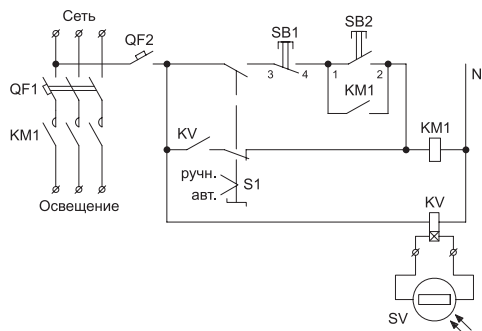 Сеть
QF2
SB1
SB2
QF1
3 4
1 2
N
KM1
KM1
KV
KM1
ручн.
S1
авт.
Освещение
KV
SV